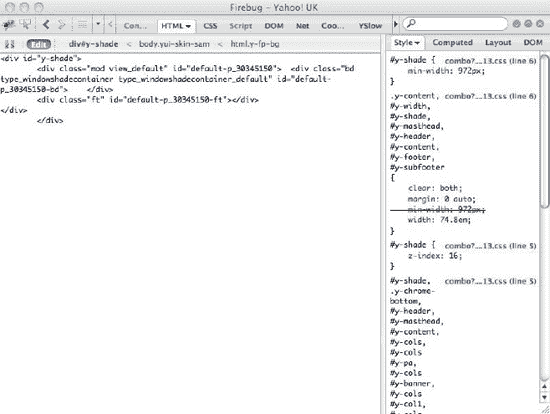 Firebug – Yahoo! UK
Con... HTML CSS Script DOM Net Coo... YSlow
Edit div#y-shade < body.yui-skin-sam < html.y-fp-bg
Style Computed Layout DOM
<div id="y-shade">
<div class="mod view_default" id="default-p_30345150"> <div class="bd
type_windowshadecontainer type_windowshadecontainer_default" id="default-
p_30345150-bd"> </div>
<div class="ft" id="default-p_30345150-ft"></div>
</div>
</div>
#y-shade { combo?....13.css (line 6)
min-width: 972px;
}
.y-content, combo?....13.css (line 6)
#y-width,
#y-shade,
#y-masthead,
#y-header,
#y-content,
#y-footer,
#y-subfooter
{
clear: both;
margin: 0 auto;
min-width: 972px;
width: 74.8em;
}
#y-shade { combo?....13.css (line 5)
z-index: 16;
}
#y-shade, combo?....13.css (line 5)
.y-chrome-
bottom,
#y-header,
#y-masthead,
#y-content,
#y-cols,
#y-cols
#y-pa,
#y-cols
#y-banner,
#y-cols
#y-col1,
#y-cols